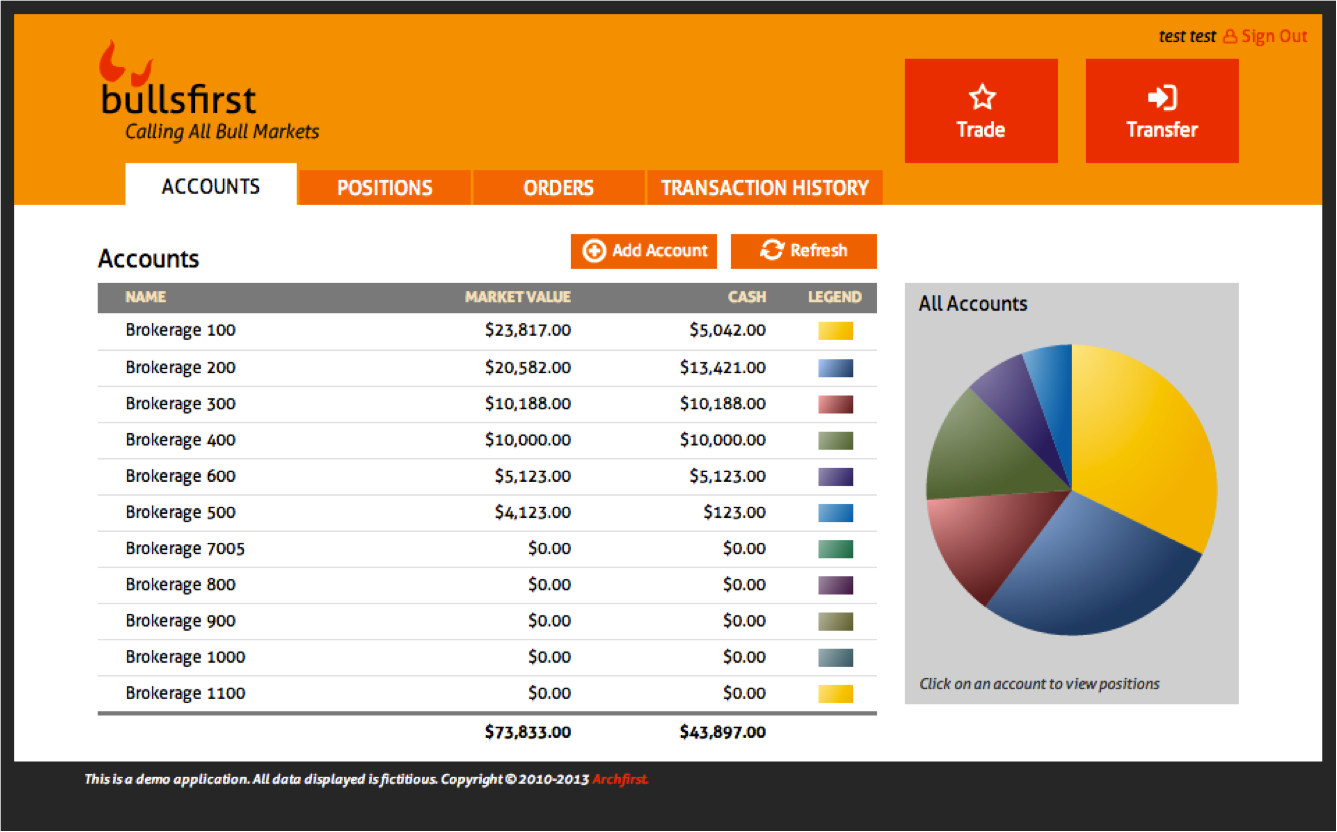 test test Sign Out
bullsfirst
Calling All Bull Markets
Trade
Transfer
ACCOUNTS POSITIONS ORDERS TRANSACTION HISTORY
Accounts
Add Account
Refresh
NAME MARKET VALUE CASH LEGEND
Brokerage 100 $23,817.00 $5,042.00
Brokerage 200 $20,582.00 $13,421.00
Brokerage 300 $10,188.00 $10,188.00
Brokerage 400 $10,000.00 $10,000.00
Brokerage 600 $5,123.00 $5,123.00
Brokerage 500 $4,123.00 $123.00
Brokerage 7005 $0.00 $0.00
Brokerage 800 $0.00 $0.00
Brokerage 900 $0.00 $0.00
Brokerage 1000 $0.00 $0.00
Brokerage 1100 $0.00 $0.00
$73,833.00 $43,897.00
All Accounts
Click on an account to view positions
This is a demo application. All data displayed is fictitious. Copyright © 2010-2013 Archfirst.